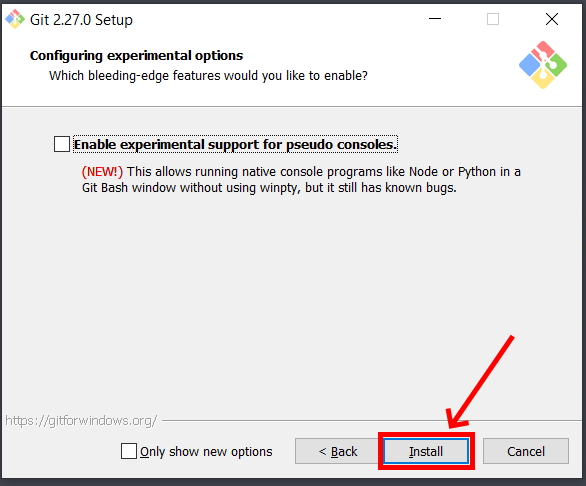 Git 2.27.0 Setup
Configuring experimental options
Which bleeding-edge features would you like to enable?
Enable experimental support for pseudo consoles.
(NEW!) This allows running native console programs like Node or Python in a
Git Bash window without using winpty, but it still has known bugs.
https://gitforwindows.org/
Only show new options
< Back
Install
Cancel